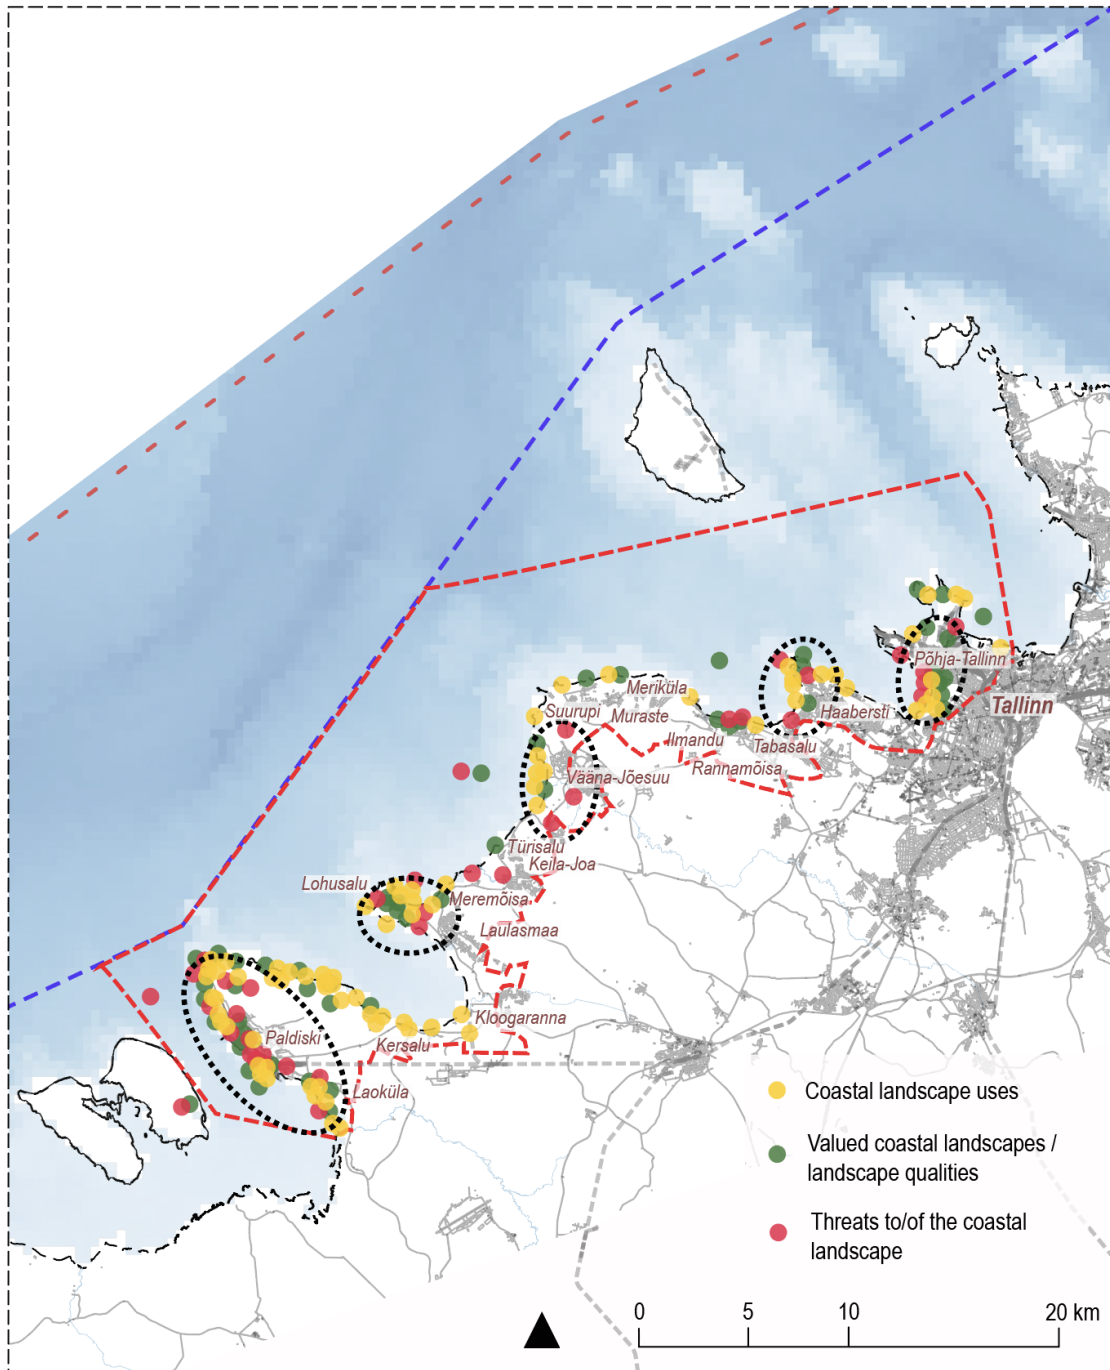 Põhja-Tallinn
Meriküla
Tallinn
Suurupi
Muraste
Haabersti
Ilmandu
Tabasalu
Rannamõisa
Vääna-Jõesuu
Türisalu
Keila-Joa
Lohusalu
Meremõisa
Laulasmaa
Kloogaranna
Paldiski
Kersalu
Laoküla
Coastal landscape uses
Valued coastal landscapes /
landscape qualities
Threats to/of the coastal
landscape
0 5 10 20 km